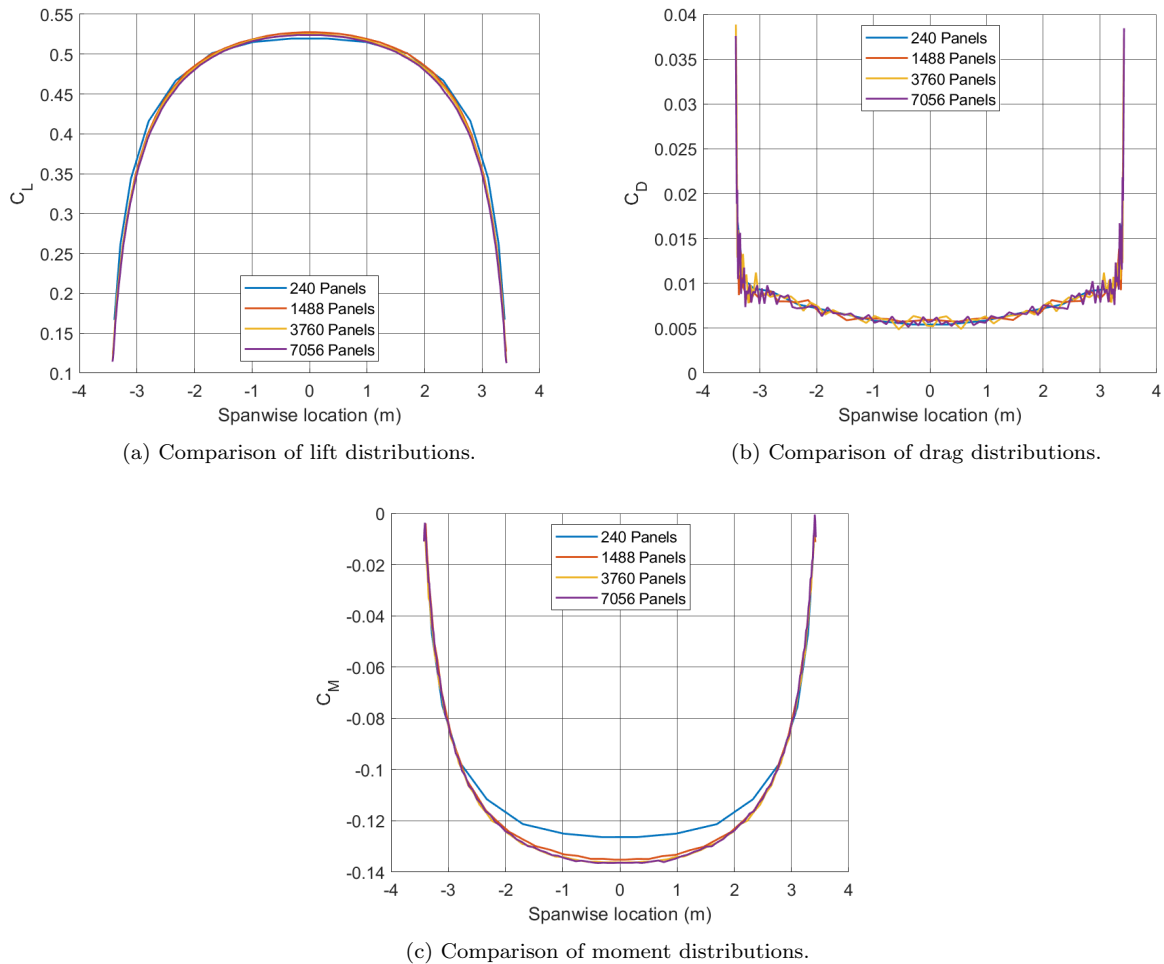 0.55
0.5
0.45
0.4
0.35
0.3
0.25
0.2
0.15
0.1
C_L
240 Panels
1488 Panels
3760 Panels
7056 Panels
-4 -3 -2 -1 0 1 2 3 4
Spanwise location (m)
(a) Comparison of lift distributions.
0.04
0.035
0.03
0.025
0.02
0.015
0.01
0.005
0
C_D
240 Panels
1488 Panels
3760 Panels
7056 Panels
-4 -3 -2 -1 0 1 2 3 4
Spanwise location (m)
(b) Comparison of drag distributions.
0
-0.02
-0.04
-0.06
-0.08
-0.1
-0.12
-0.14
C_M
240 Panels
1488 Panels
3760 Panels
7056 Panels
-4 -3 -2 -1 0 1 2 3 4
Spanwise location (m)
(c) Comparison of moment distributions.